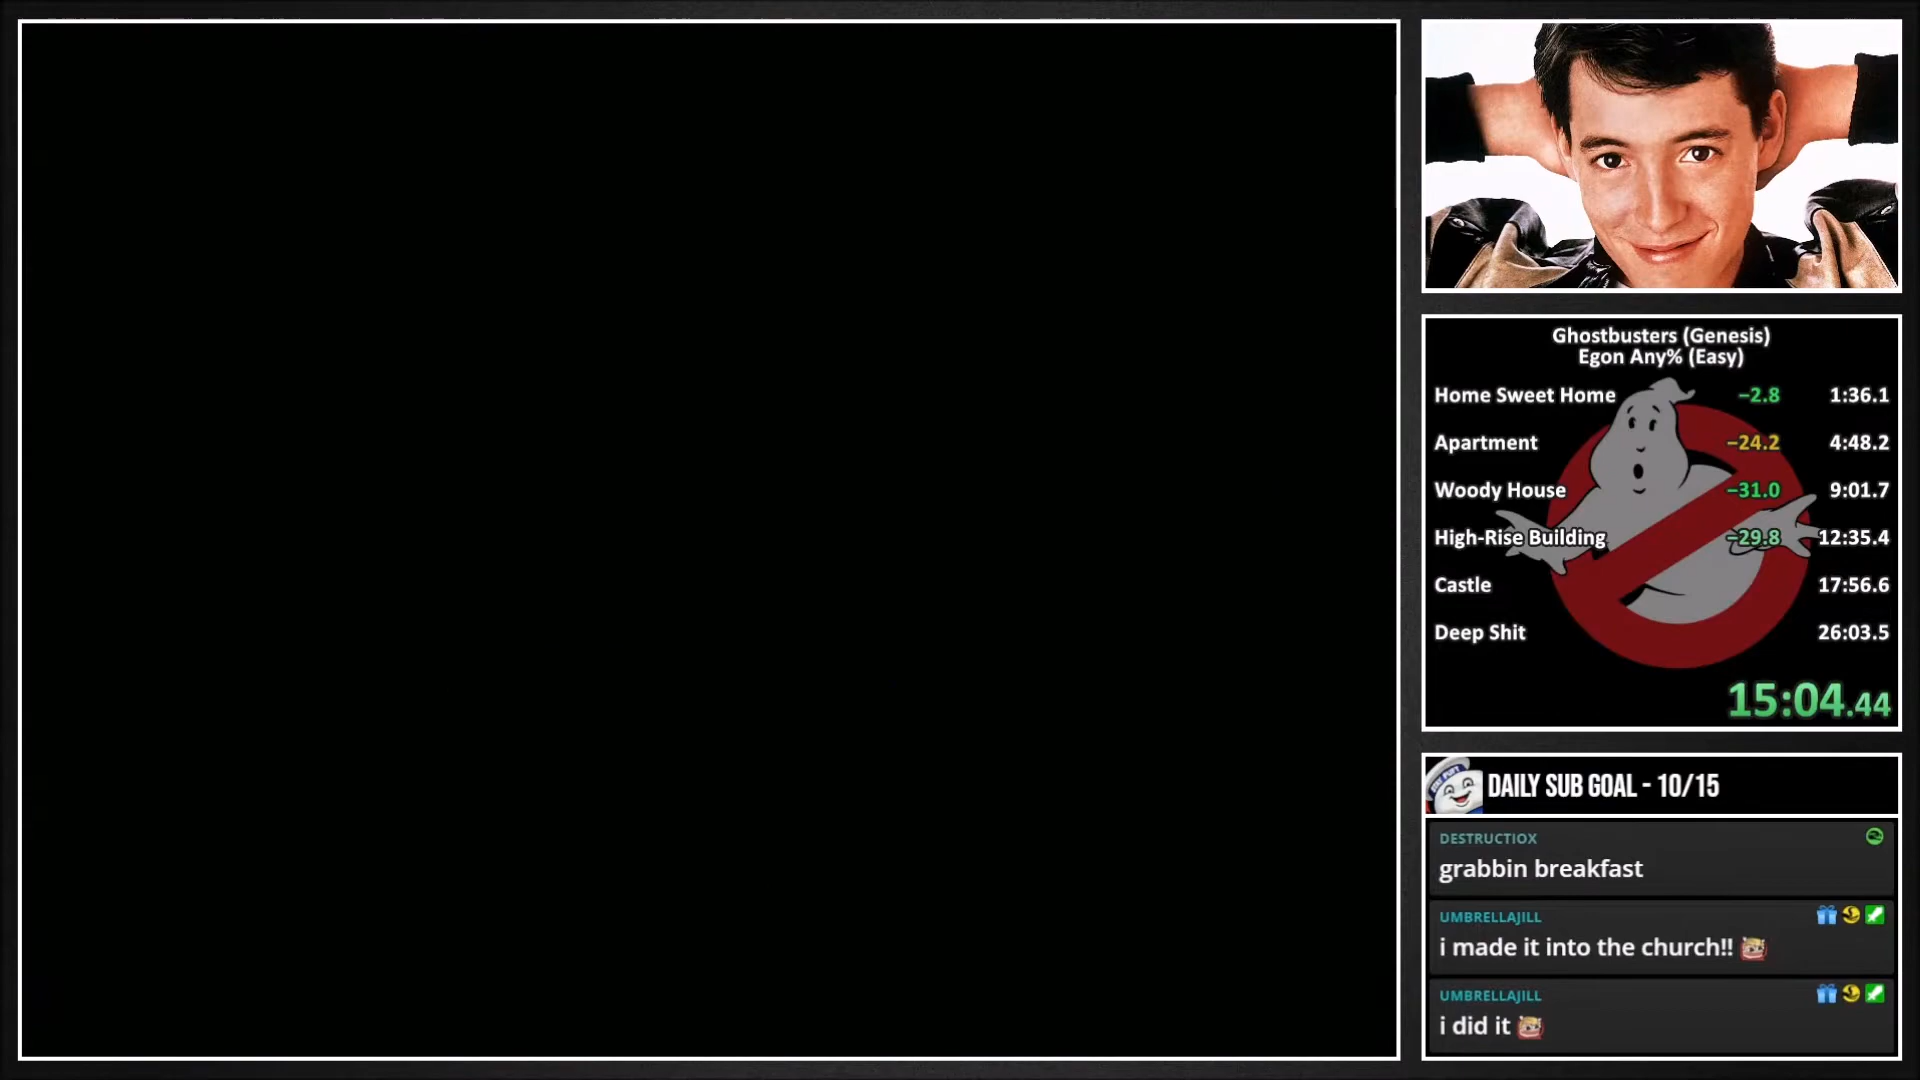 Ghostbusters (Genesis)
Egon Any% (Easy)
Home Sweet Home −2.8 1:36.1
Apartment −24.2 4:48.2
Woody House −31.0 9:01.7
High-Rise Building −29.8 12:35.4
Castle 17:56.6
Deep Shit 26:03.5
15:04.44
DAILY SUB GOAL - 10/15
DESTRUCTIOX
grabbin breakfast
UMBRELLAJILL
i made it into the church!!
UMBRELLAJILL
i did it